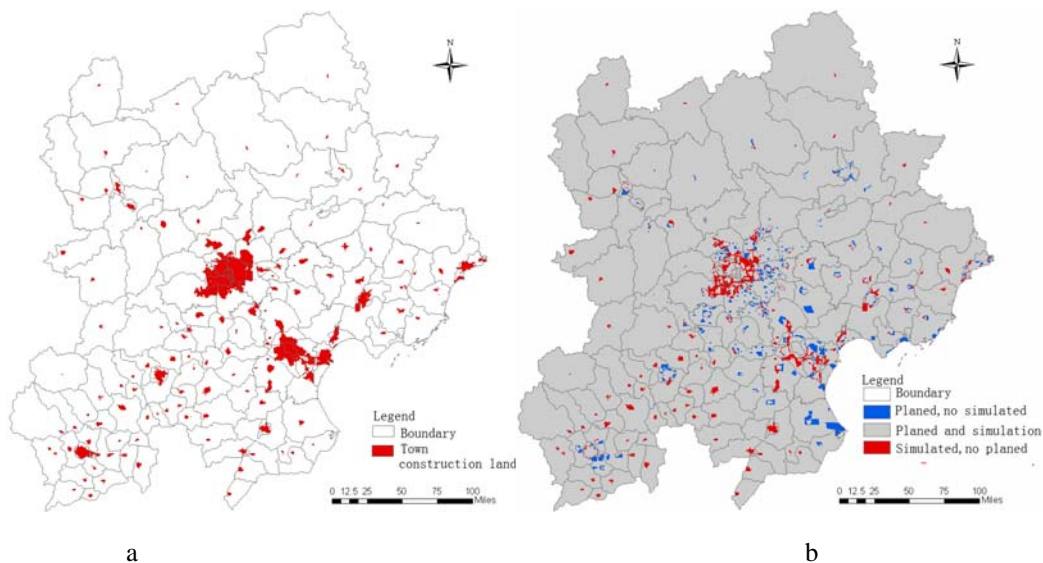 N
Legend
Boundary
Town
construction land
0 12.5 25 50 75 100
Miles
N
Legend
Boundary
Planed, no simulated
Planed and simulation
Simulated, no planed
0 12.5 25 50 75 100
Miles
a
b